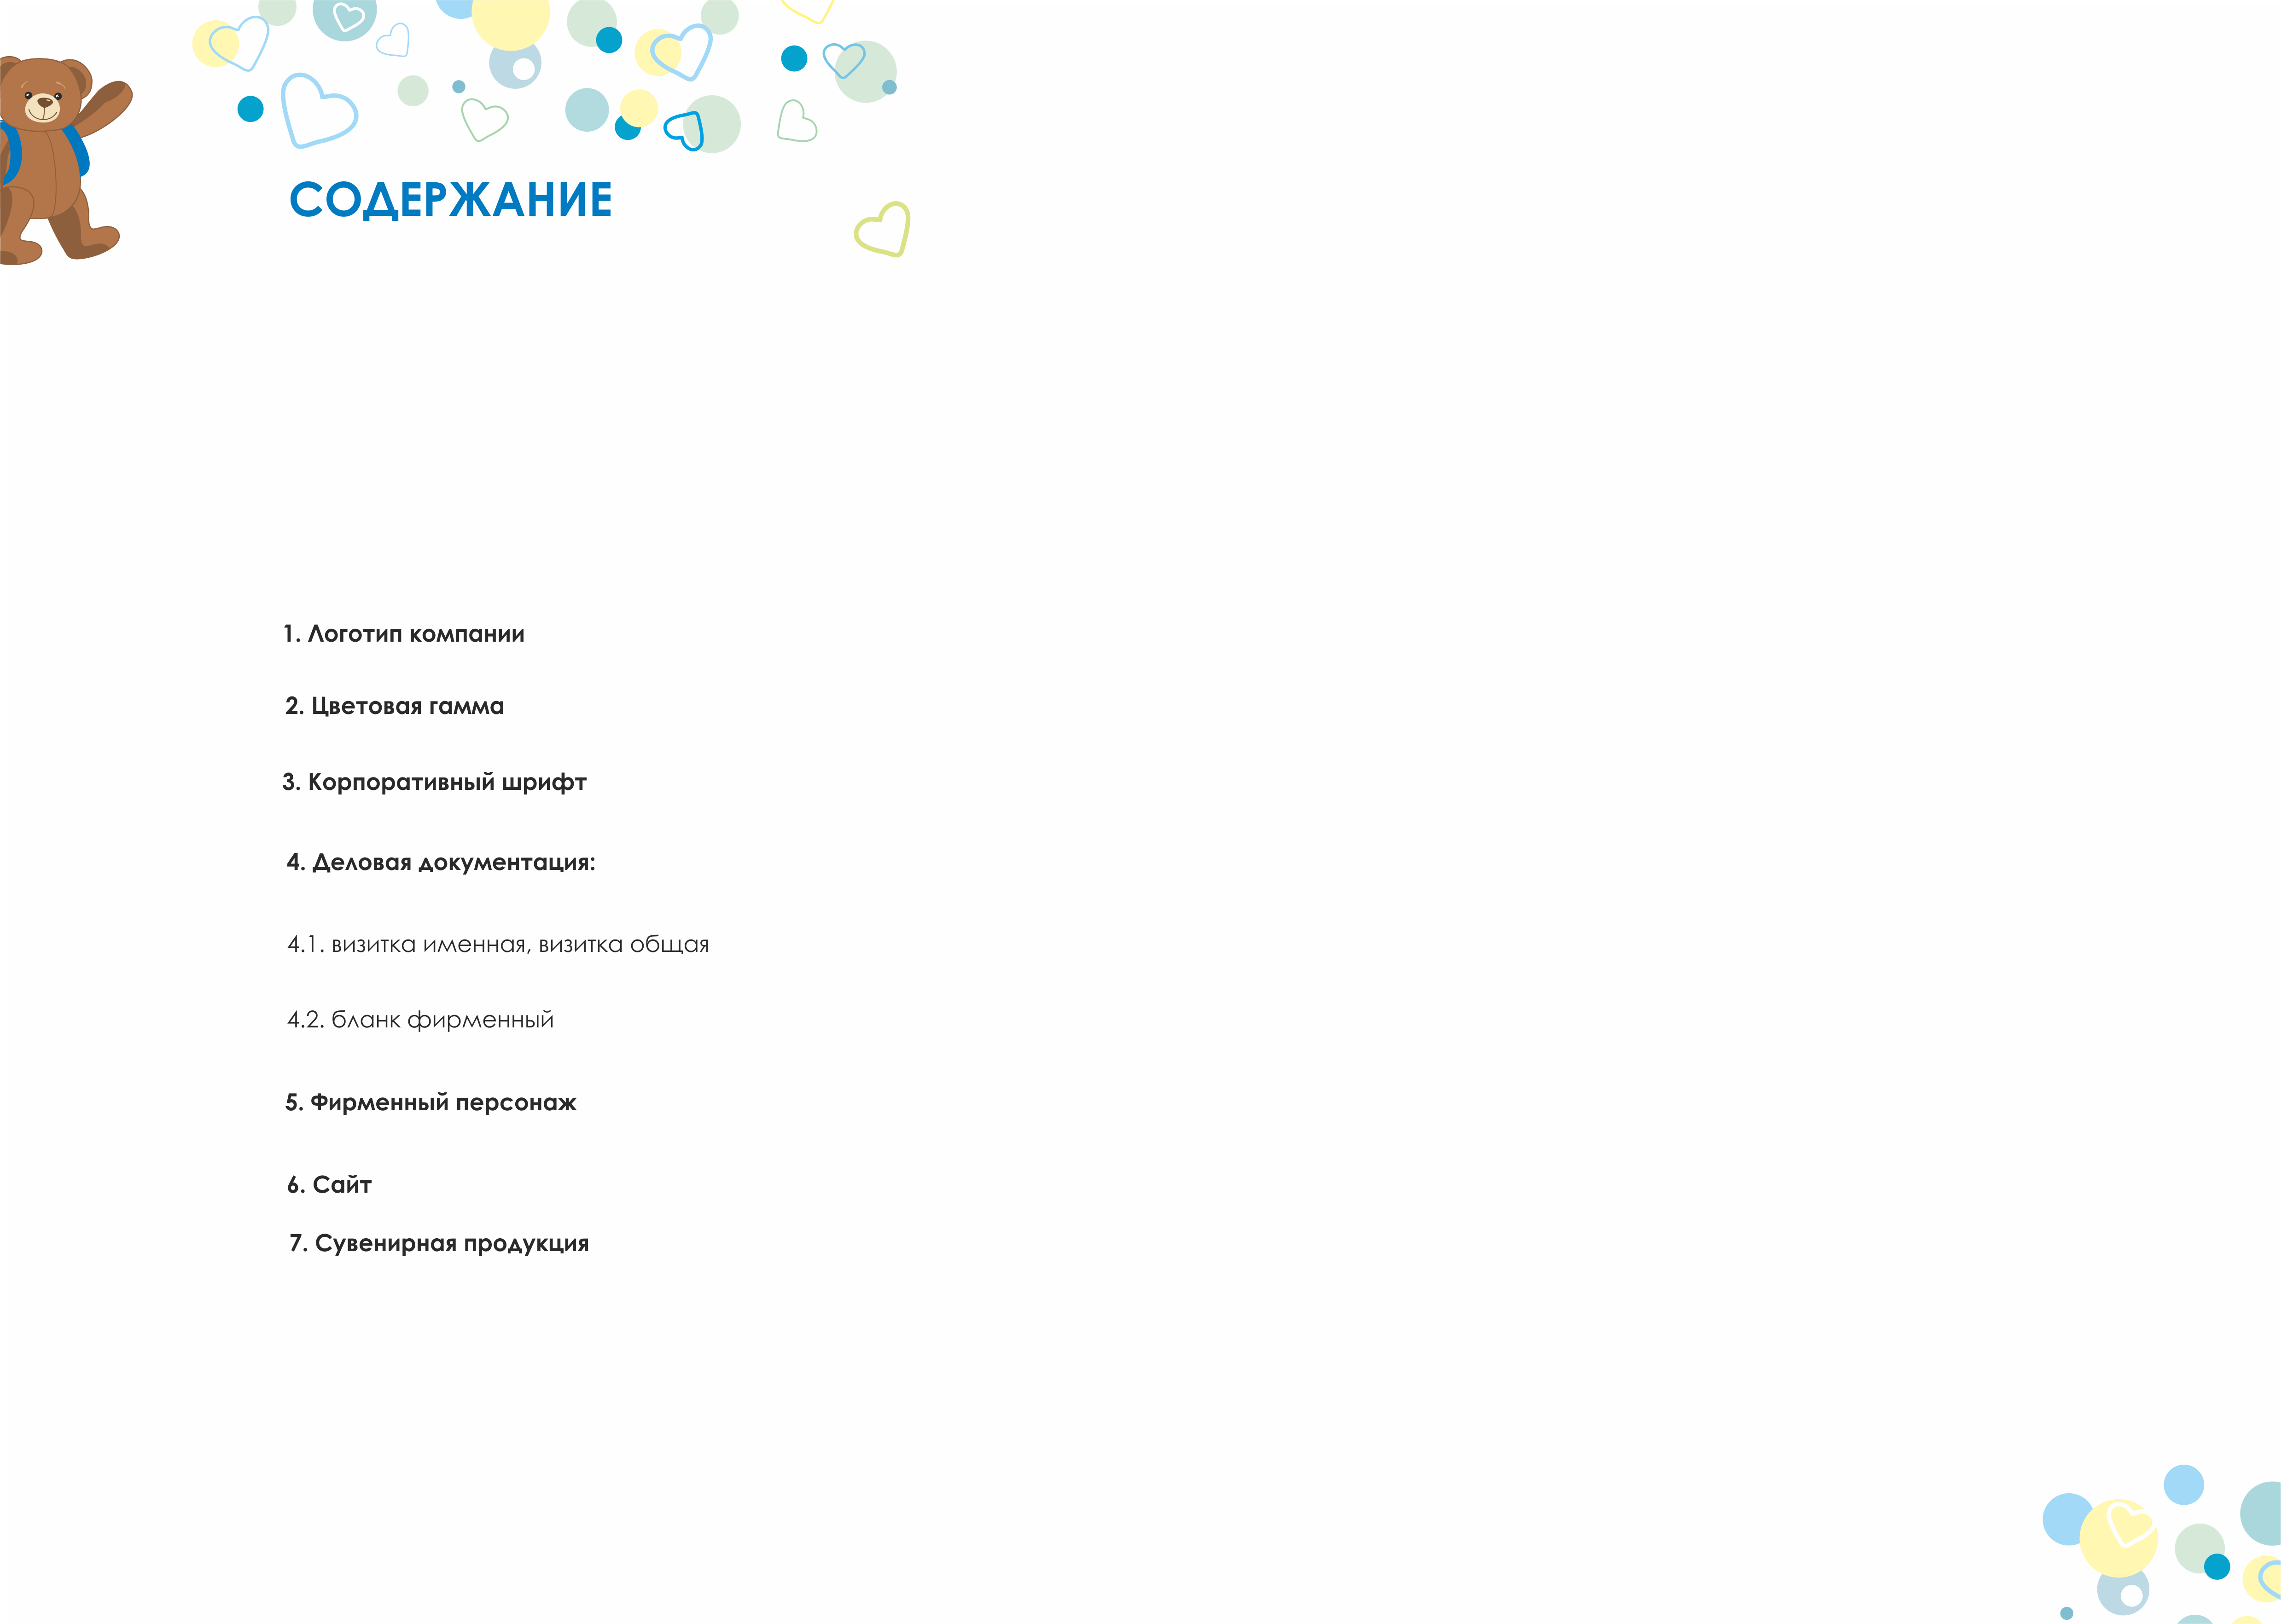 СОДЕРЖАНИЕ
1. Логотип компании
2. Цветовая гамма
3. Корпоративный шрифт
4. Деловая документация:
4.1. визитка именная, визитка общая
4.2. бланк фирменный
5. Фирменный персонаж
6. Сайт
7. Сувенирная продукция